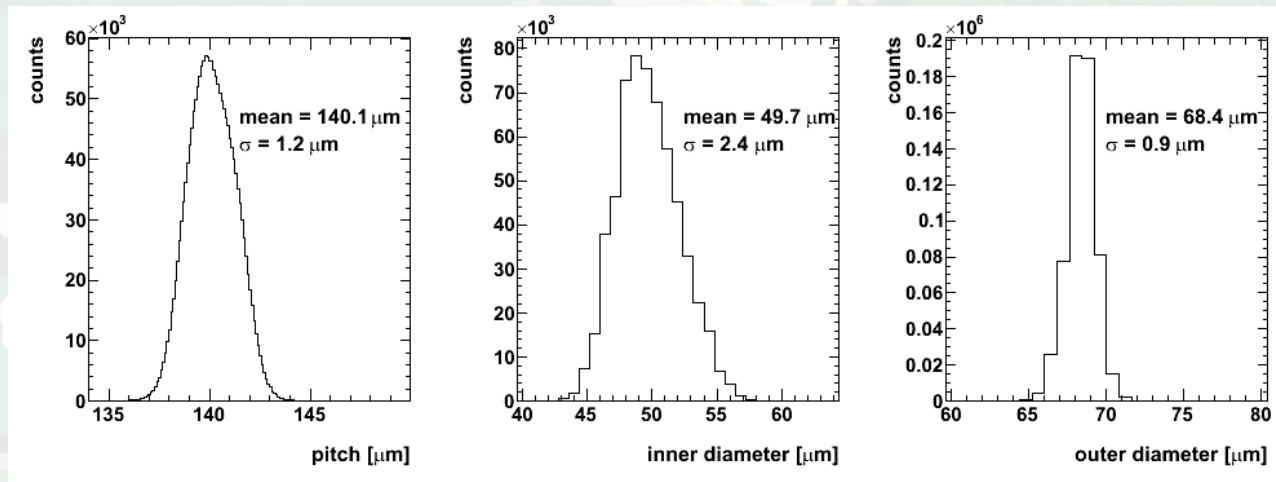 ×10³
counts
60
50
40
30
20
10
0
mean = 140.1 μm
σ = 1.2 μm
135 140 145
pitch [μm]
×10³
counts
80
70
60
50
40
30
20
10
0
mean = 49.7 μm
σ = 2.4 μm
40 45 50 55 60
inner diameter [μm]
×10⁶
counts
0.2
0.18
0.16
0.14
0.12
0.1
0.08
0.06
0.04
0.02
0
mean = 68.4 μm
σ = 0.9 μm
60 65 70 75 80
outer diameter [μm]